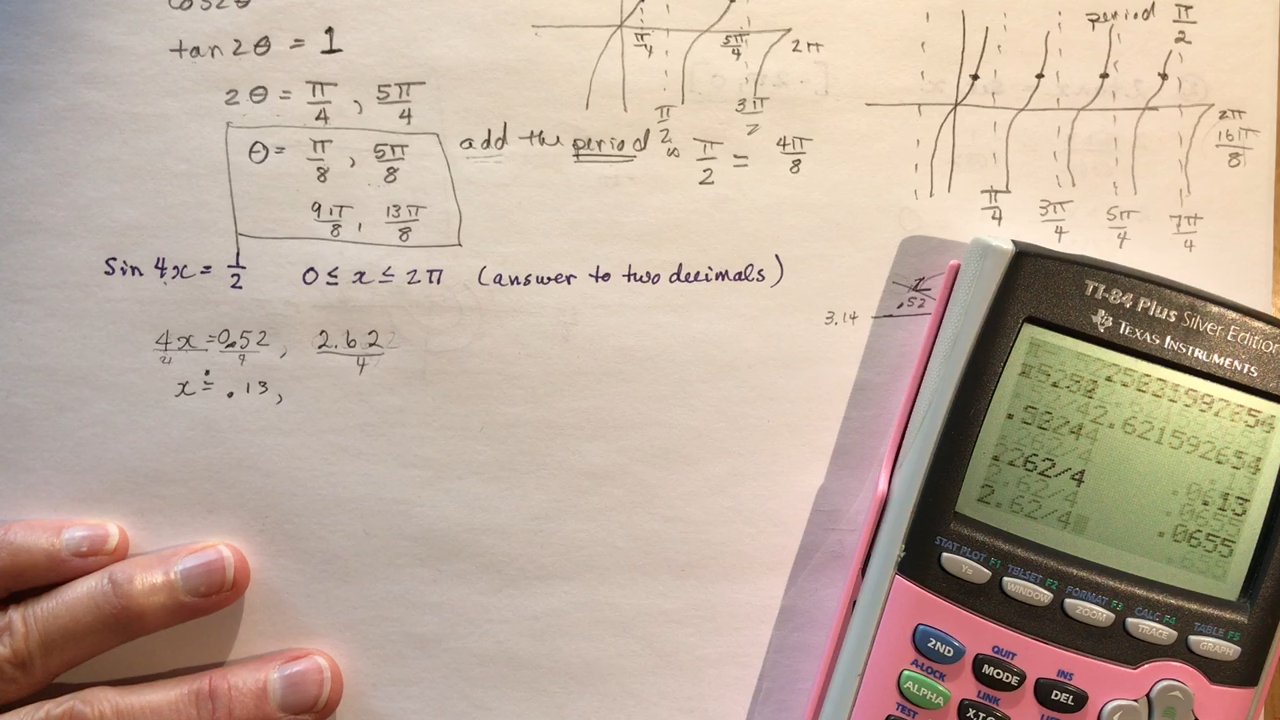 cos2θ
tan 2θ = 1
2θ = π/4 , 5π/4
θ = π/8 , 5π/8
9π/8 , 13π/8
add the period π/2 = 4π/8
π/4
5π/4
2π
π/2
3π/2
period π/2
2π
16π/8
π/4
3π/4
5π/4
7π/4
Sin 4x = 1/2 0 ≤ x ≤ 2π (answer to two decimals)
4x = 0.52 , 2.62
4 4 4
x ≐ .13,
π
.52
3.14
TI-84 Plus Silver Edition
TEXAS INSTRUMENTS
.262/4
.13
2.62/4
.0655
STAT PLOT F1 TBLSET F2 FORMAT F3 CALC F4 TABLE F5
Y= WINDOW ZOOM TRACE GRAPH
2ND QUIT MODE INS DEL
A-LOCK ALPHA LINK X,T,
TEST